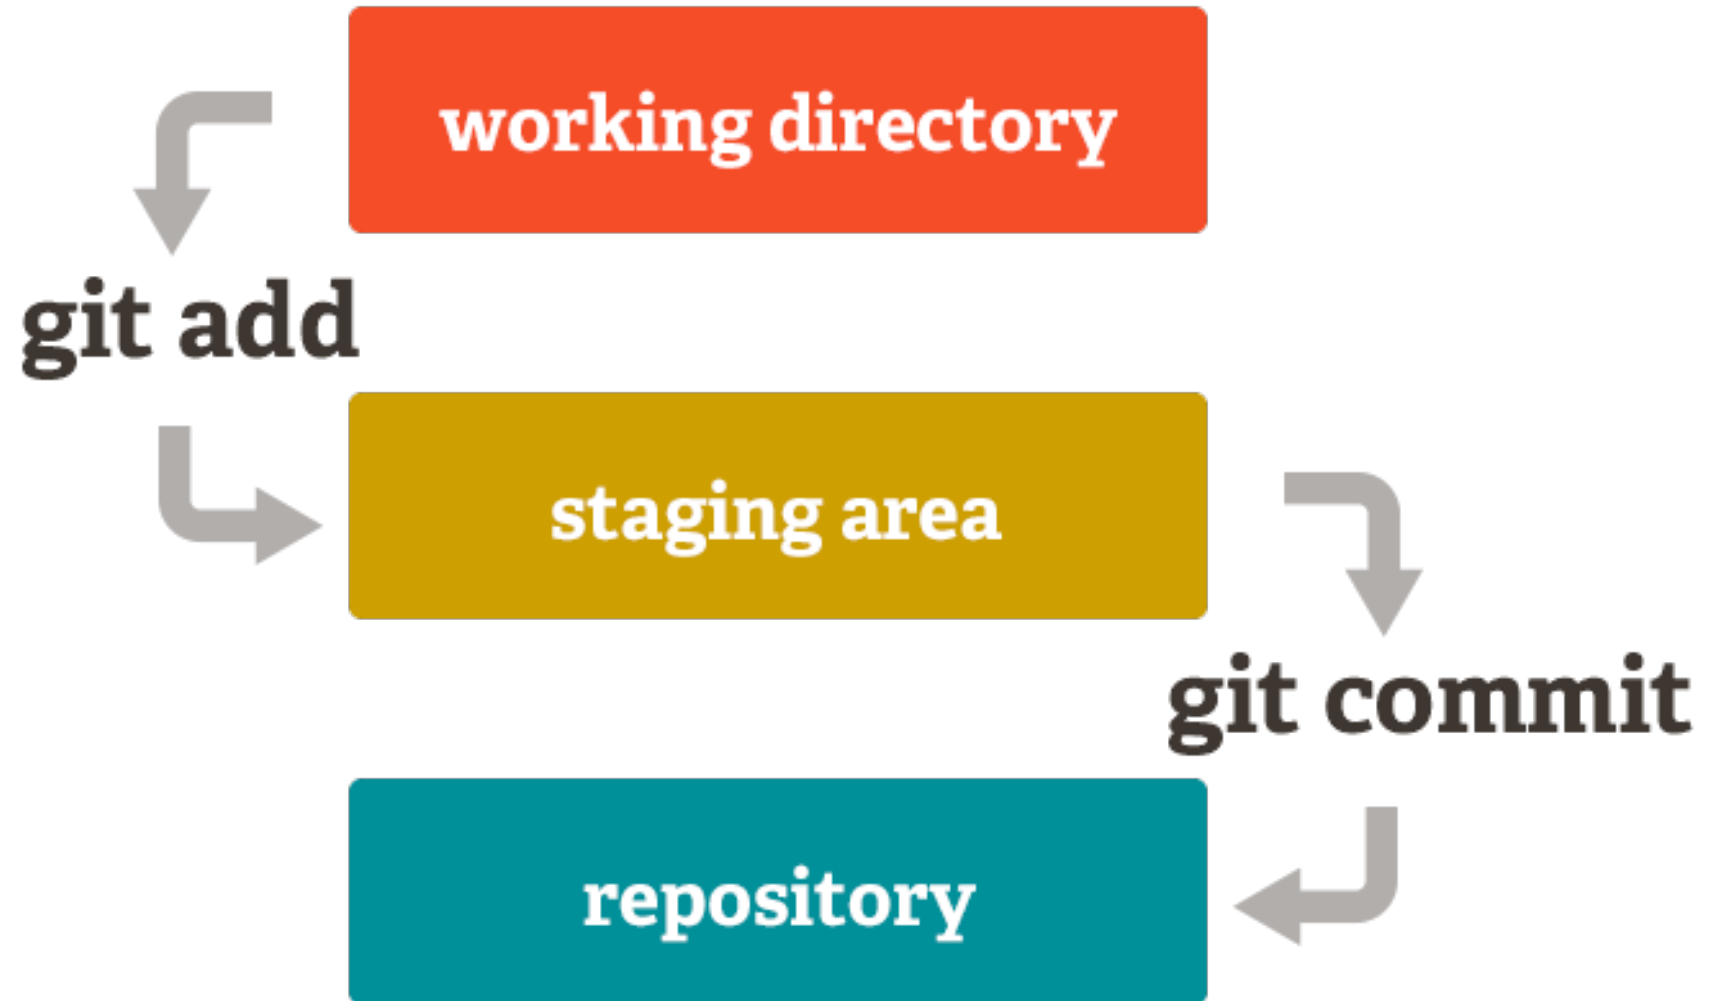 working directory
git add
staging area
git commit
repository